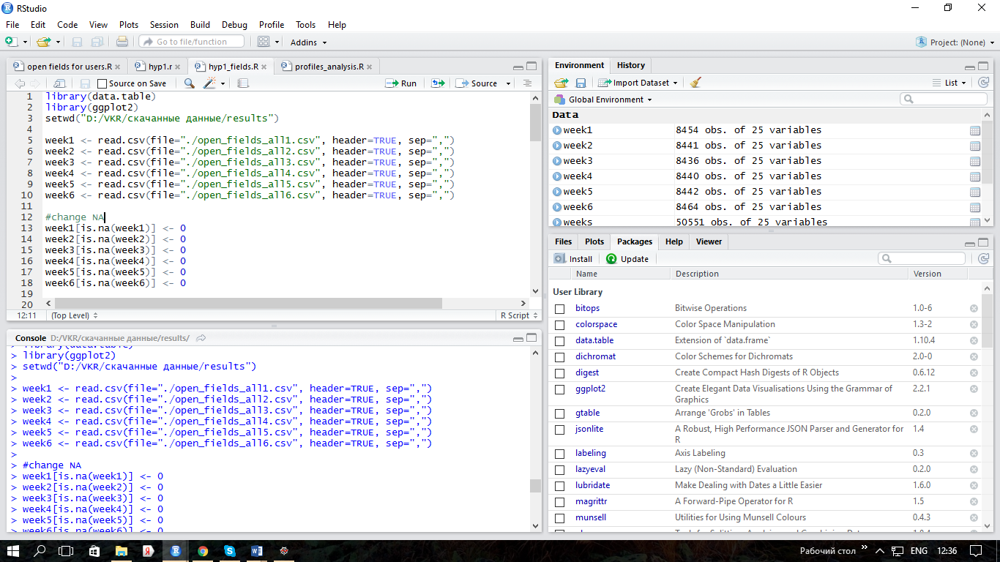 RStudio
File Edit Code View Plots Session Build Debug Profile Tools Help
Go to file/function Addins Project: (None)
open fields for users.R hyp1.r hyp1_fields.R profiles_analysis.R
Source on Save Run Source
1 library(data.table)
2 library(ggplot2)
3 setwd("D:/VKR/скачанные данные/results")
4
5 week1 <- read.csv(file="./open_fields_all1.csv", header=TRUE, sep=",")
6 week2 <- read.csv(file="./open_fields_all2.csv", header=TRUE, sep=",")
7 week3 <- read.csv(file="./open_fields_all3.csv", header=TRUE, sep=",")
8 week4 <- read.csv(file="./open_fields_all4.csv", header=TRUE, sep=",")
9 week5 <- read.csv(file="./open_fields_all5.csv", header=TRUE, sep=",")
10 week6 <- read.csv(file="./open_fields_all6.csv", header=TRUE, sep=",")
11
12 #change NA
13 week1[is.na(week1)] <- 0
14 week2[is.na(week2)] <- 0
15 week3[is.na(week3)] <- 0
16 week4[is.na(week4)] <- 0
17 week5[is.na(week5)] <- 0
18 week6[is.na(week6)] <- 0
19
20
12:11 (Top Level) R Script
Console D:/VKR/скачанные данные/results/
> library(data.table)
> library(ggplot2)
> setwd("D:/VKR/скачанные данные/results")
>
> week1 <- read.csv(file="./open_fields_all1.csv", header=TRUE, sep=",")
> week2 <- read.csv(file="./open_fields_all2.csv", header=TRUE, sep=",")
> week3 <- read.csv(file="./open_fields_all3.csv", header=TRUE, sep=",")
> week4 <- read.csv(file="./open_fields_all4.csv", header=TRUE, sep=",")
> week5 <- read.csv(file="./open_fields_all5.csv", header=TRUE, sep=",")
> week6 <- read.csv(file="./open_fields_all6.csv", header=TRUE, sep=",")
>
> #change NA
> week1[is.na(week1)] <- 0
> week2[is.na(week2)] <- 0
> week3[is.na(week3)] <- 0
> week4[is.na(week4)] <- 0
> week5[is.na(week5)] <- 0
> week6[is.na(week6)] <- 0
Environment History
Import Dataset List
Global Environment
Data
week1 8454 obs. of 25 variables
week2 8441 obs. of 25 variables
week3 8436 obs. of 25 variables
week4 8440 obs. of 25 variables
week5 8442 obs. of 25 variables
week6 8464 obs. of 25 variables
weeks 50551 obs. of 25 variables
Files Plots Packages Help Viewer
Install Update
Name Description Version
User Library
bitops Bitwise Operations 1.0-6
colorspace Color Space Manipulation 1.3-2
data.table Extension of `data.frame` 1.10.4
dichromat Color Schemes for Dichromats 2.0-0
digest Create Compact Hash Digests of R Objects 0.6.12
ggplot2 Create Elegant Data Visualisations Using the Grammar of 2.2.1
Graphics
gtable Arrange 'Grobs' in Tables 0.2.0
jsonlite A Robust, High Performance JSON Parser and Generator for 1.4
R
labeling Axis Labeling 0.3
lazyeval Lazy (Non-Standard) Evaluation 0.2.0
lubridate Make Dealing with Dates a Little Easier 1.6.0
magrittr A Forward-Pipe Operator for R 1.5
munsell Utilities for Using Munsell Colours 0.4.3
Рабочий стол ENG 12:36